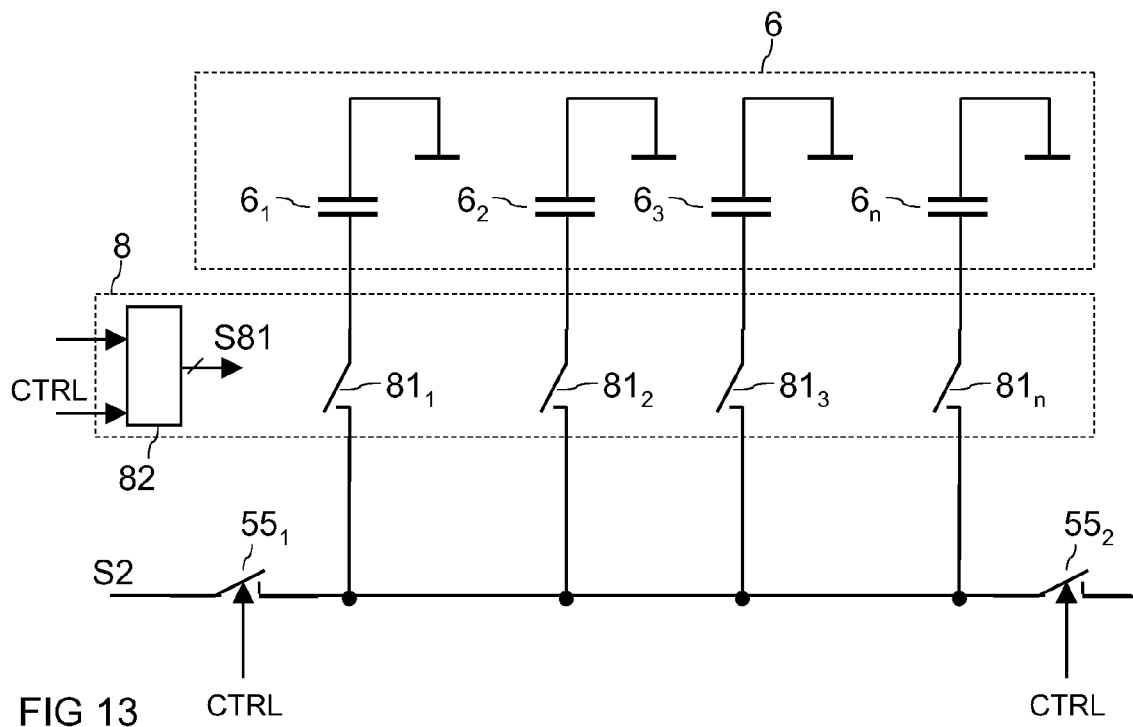 6
6₁
6₂
6₃
6ₙ
8
S81
CTRL
81₁
81₂
81₃
81ₙ
82
55₁
55₂
S2
CTRL
CTRL
FIG 13